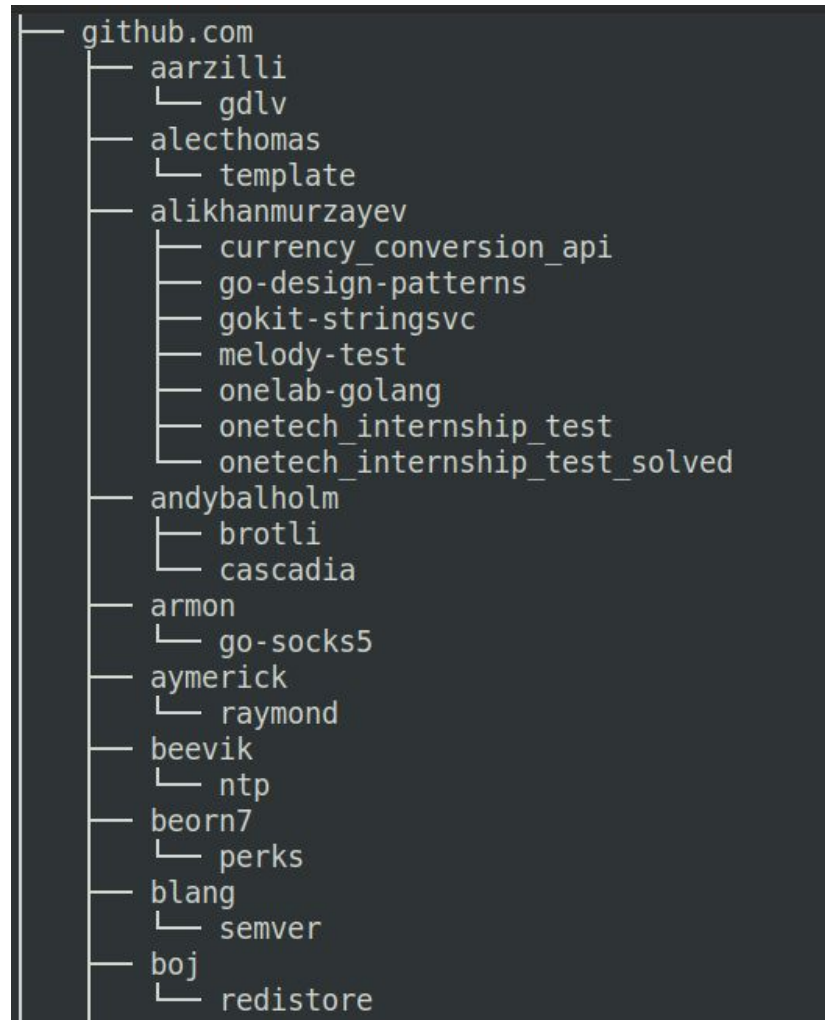 github.com
aarzilli
gdlv
alecthomas
template
alikhanmurzayev
currency_conversion_api
go-design-patterns
gokit-stringsvc
melody-test
onelab-golang
onetech_internship_test
onetech_internship_test_solved
andybalholm
brotli
cascadia
armon
go-socks5
aymerick
raymond
beevik
ntp
beorn7
perks
blang
semver
boj
redistore